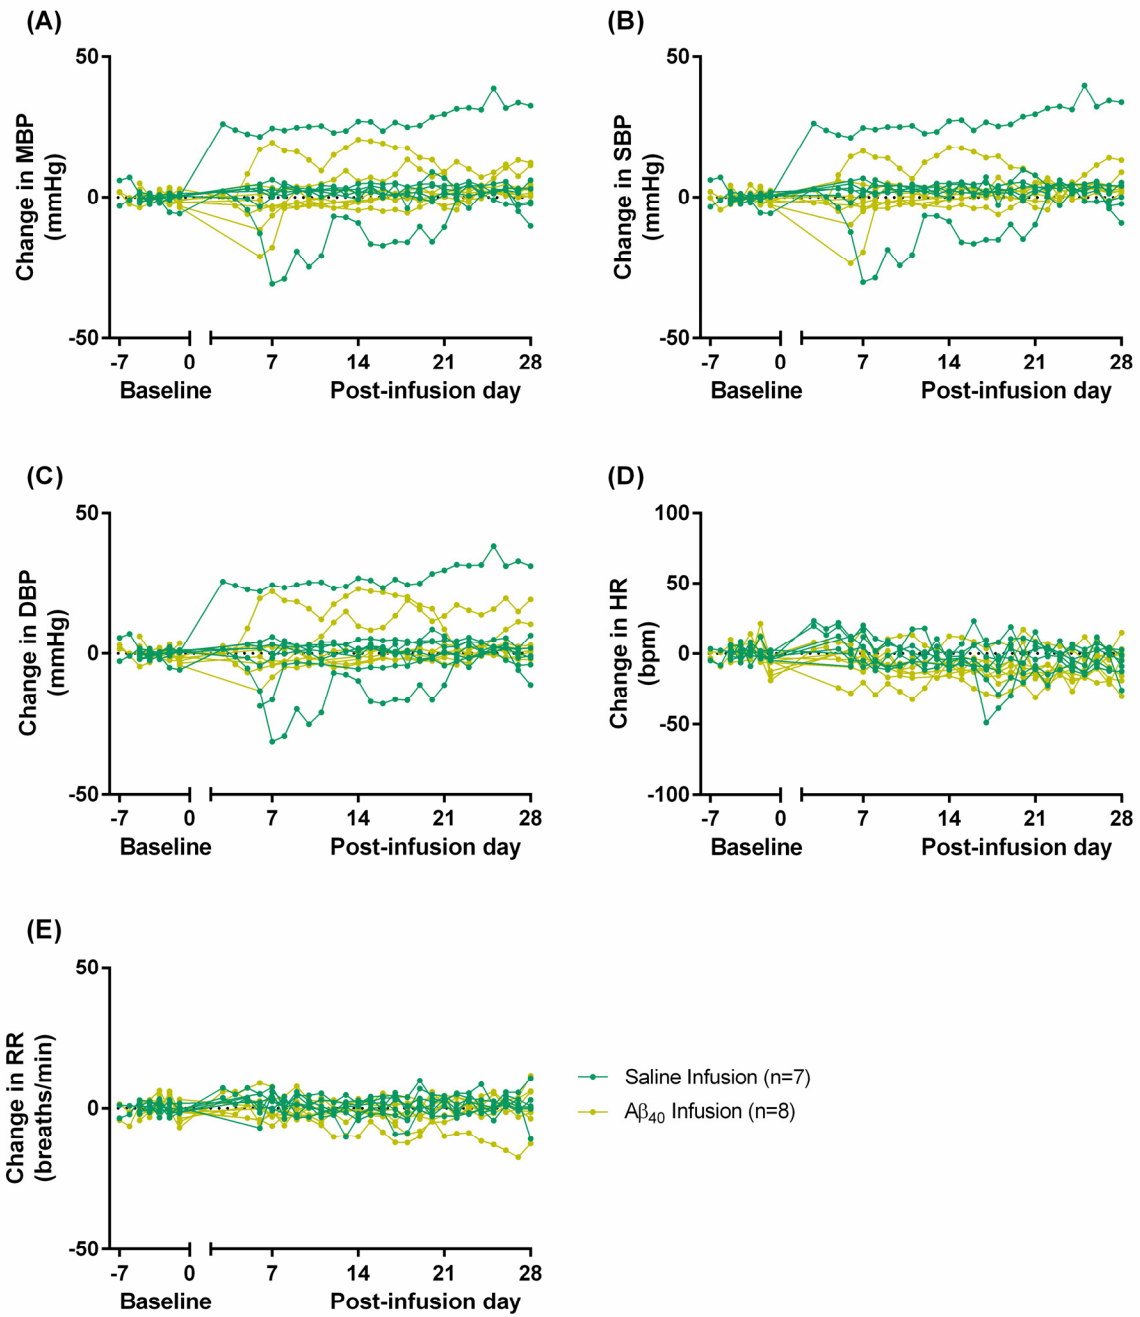 (A)
50
0
-50
Change in MBP
(mmHg)
-7 0 7 14 21 28
Baseline Post-infusion day
(B)
50
0
-50
Change in SBP
(mmHg)
-7 0 7 14 21 28
Baseline Post-infusion day
(C)
50
0
-50
Change in DBP
(mmHg)
-7 0 7 14 21 28
Baseline Post-infusion day
(D)
100
50
0
-50
-100
Change in HR
(bpm)
-7 0 7 14 21 28
Baseline Post-infusion day
(E)
50
0
-50
Change in RR
(breaths/min)
-7 0 7 14 21 28
Baseline Post-infusion day
Saline Infusion (n=7)
Aβ₄₀ Infusion (n=8)